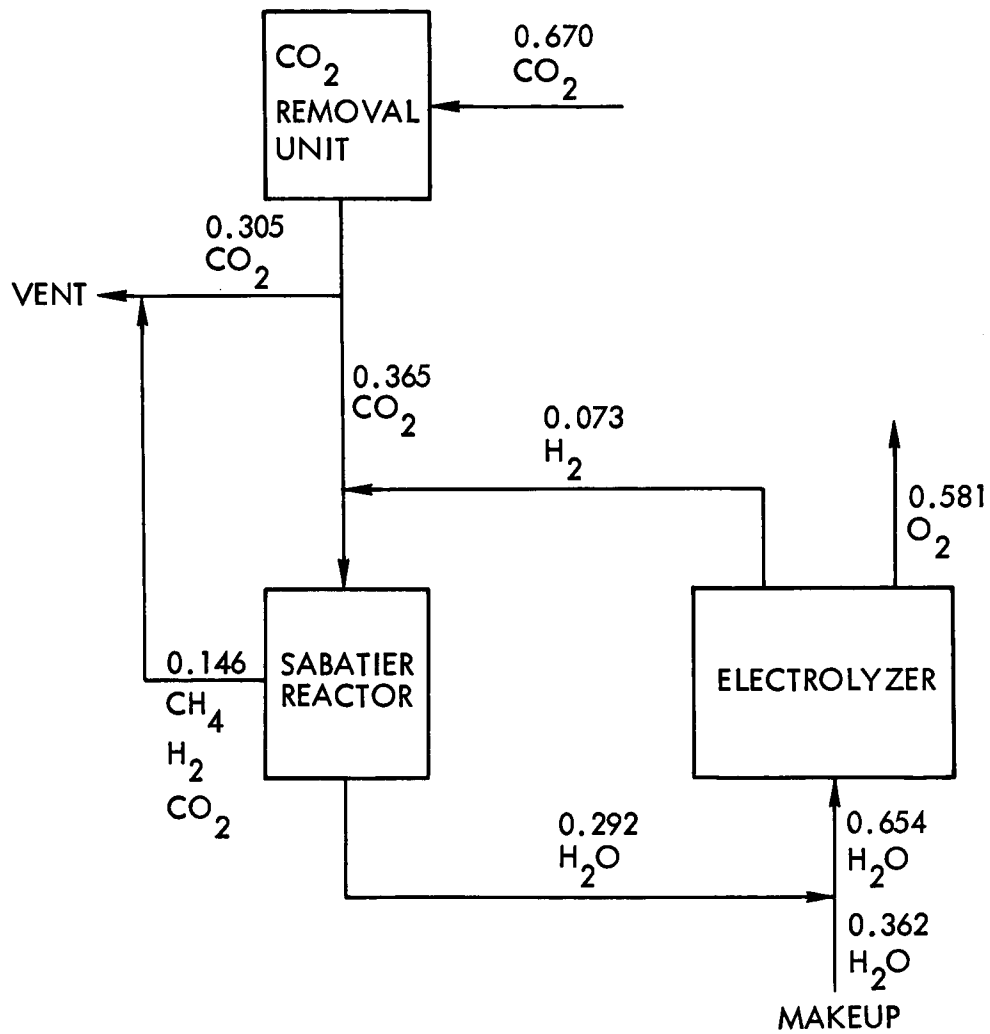 CO2
REMOVAL
UNIT
0.670
CO2
0.305
CO2
VENT
0.365
CO2
0.073
H2
0.581
O2
0.146
CH4
H2
CO2
SABATIER
REACTOR
ELECTROLYZER
0.292
H2O
0.654
H2O
0.362
H2O
MAKEUP